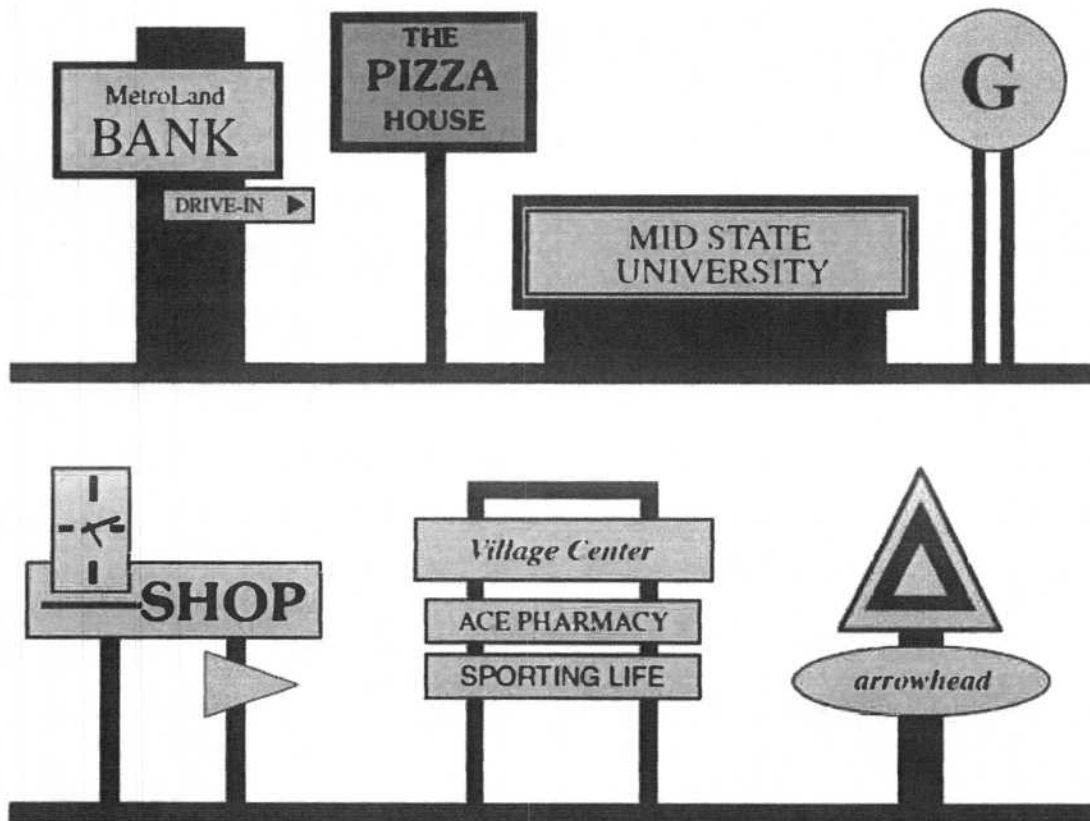 MetroLand
BANK
DRIVE-IN
THE
PIZZA
HOUSE
MID STATE
UNIVERSITY
G
SHOP
Village Center
ACE PHARMACY
SPORTING LIFE
arrowhead